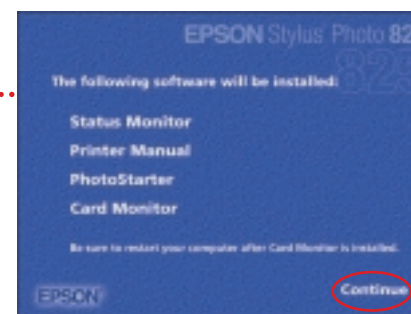 EPSON Stylus Photo 82
825
The following software will be installed:
Status Monitor
Printer Manual
PhotoStarter
Card Monitor
Be sure to restart your computer after Card Monitor is installed.
EPSON
Continue